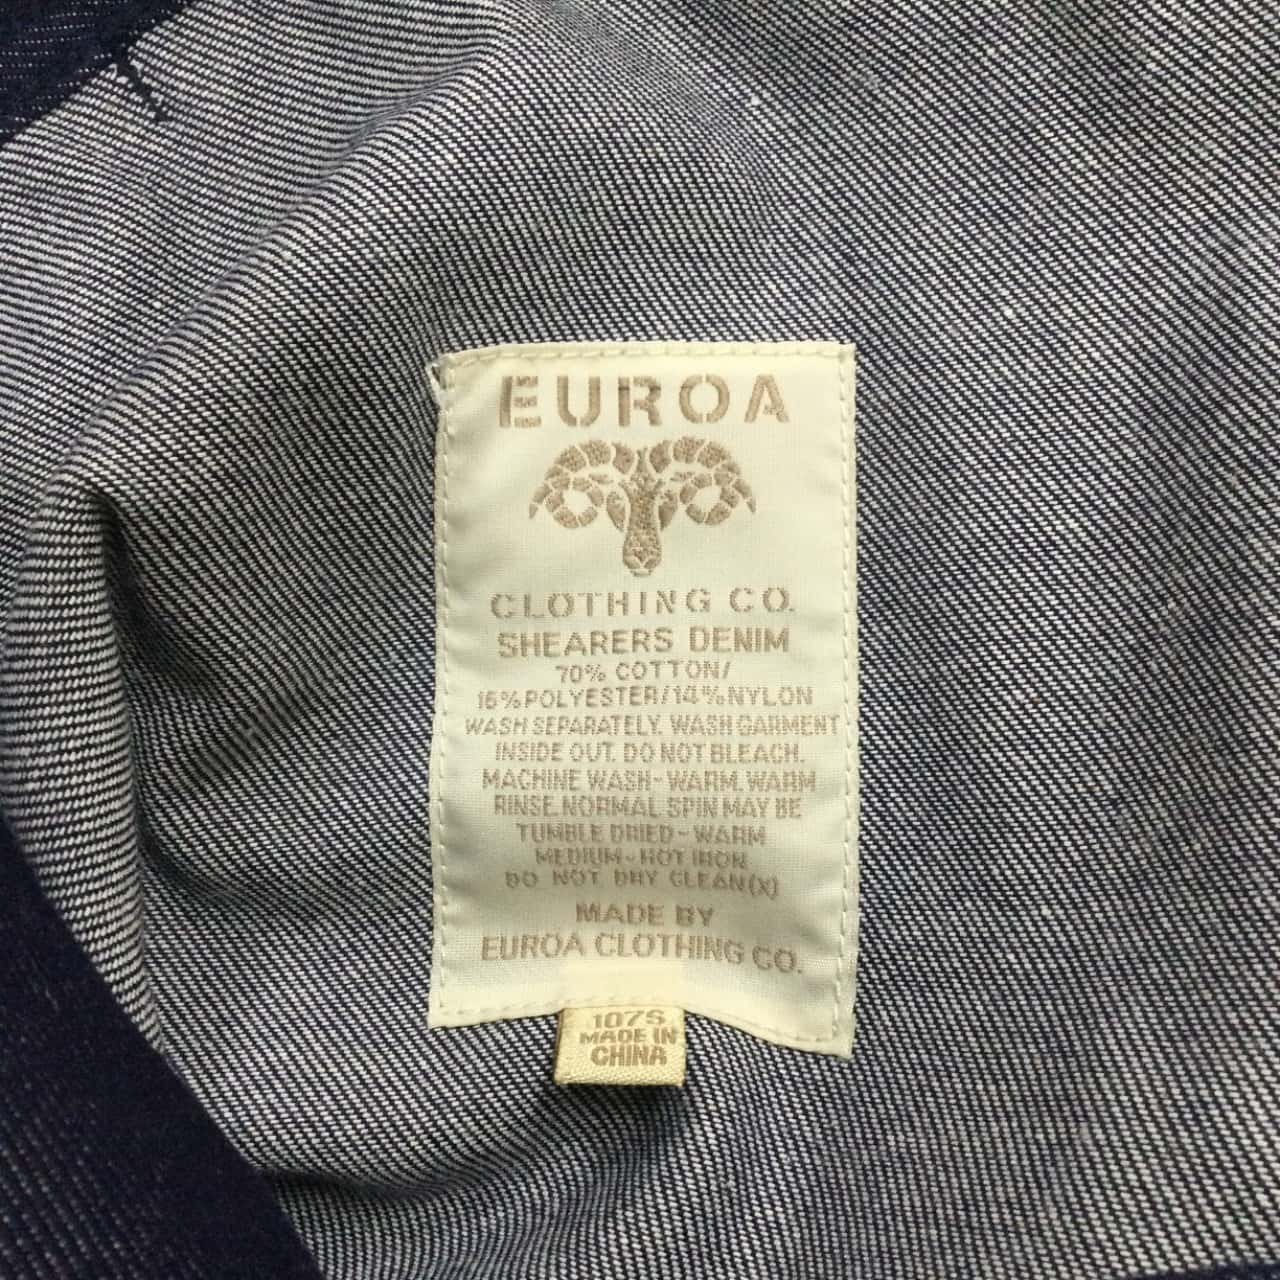 EUROA
CLOTHING CO.
SHEARERS DENIM
70% COTTON/
16%POLYESTER/14%NYLON
WASH SEPARATELY. WASH GARMENT
INSIDE OUT. DO NOT BLEACH.
MACHINE WASH-WARM. WARM
RINSE. NORMAL SPIN MAY BE
TUMBLE DRIED-WARM
MEDIUM-HOT IRON
DO NOT DRY CLEAN(X)
MADE BY
EUROA CLOTHING CO.
107S
MADE IN
CHINA